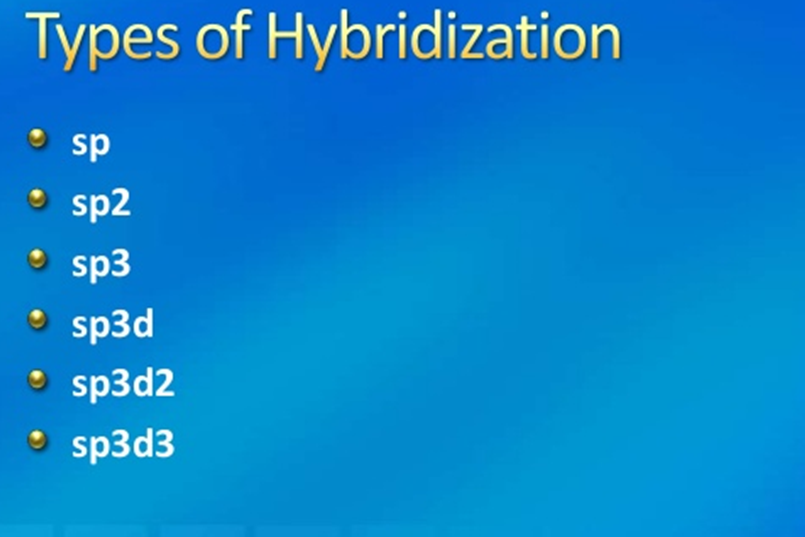 Types of Hybridization
sp
sp2
sp3
sp3d
sp3d2
sp3d3